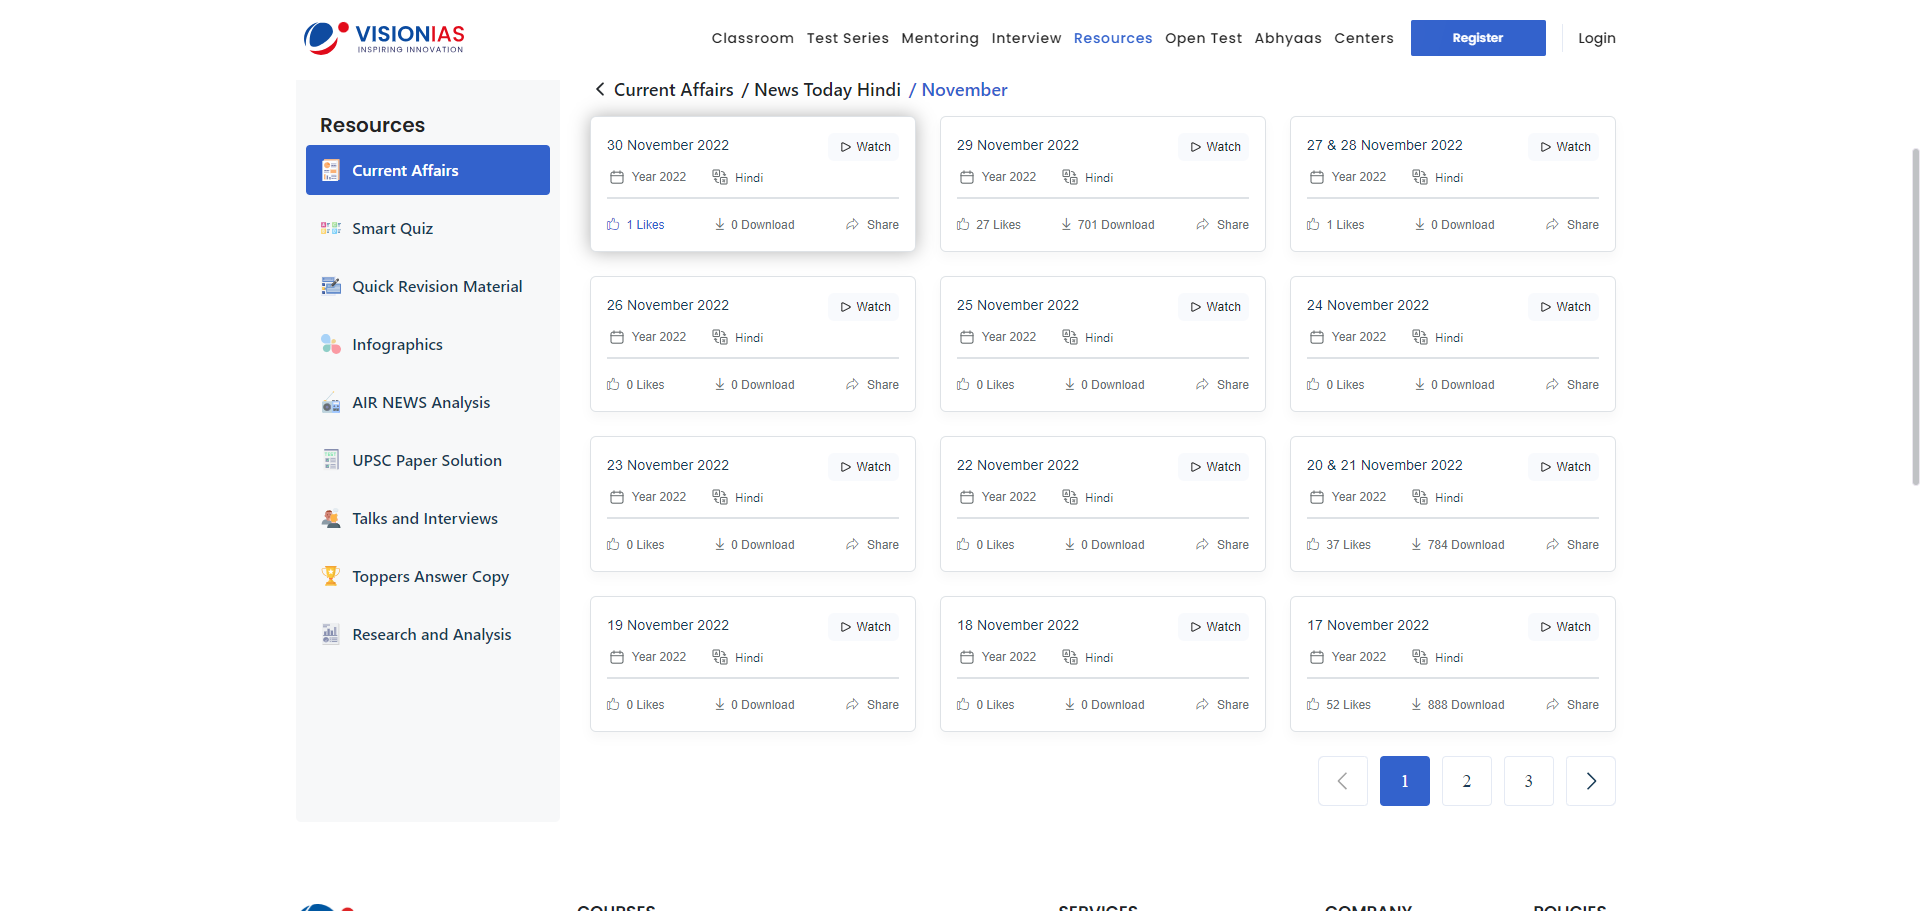 VISIONIAS
INSPIRING INNOVATION
Classroom Test Series Mentoring Interview Resources Open Test Abhyaas Centers Register Login
Current Affairs / News Today Hindi / November
Resources
Current Affairs
Smart Quiz
Quick Revision Material
Infographics
AIR NEWS Analysis
UPSC Paper Solution
Talks and Interviews
Toppers Answer Copy
Research and Analysis
30 November 2022 Watch
Year 2022 Hindi
1 Likes 0 Download Share
29 November 2022 Watch
Year 2022 Hindi
27 Likes 701 Download Share
27 & 28 November 2022 Watch
Year 2022 Hindi
1 Likes 0 Download Share
26 November 2022 Watch
Year 2022 Hindi
0 Likes 0 Download Share
25 November 2022 Watch
Year 2022 Hindi
0 Likes 0 Download Share
24 November 2022 Watch
Year 2022 Hindi
0 Likes 0 Download Share
23 November 2022 Watch
Year 2022 Hindi
0 Likes 0 Download Share
22 November 2022 Watch
Year 2022 Hindi
0 Likes 0 Download Share
20 & 21 November 2022 Watch
Year 2022 Hindi
37 Likes 784 Download Share
19 November 2022 Watch
Year 2022 Hindi
0 Likes 0 Download Share
18 November 2022 Watch
Year 2022 Hindi
0 Likes 0 Download Share
17 November 2022 Watch
Year 2022 Hindi
52 Likes 888 Download Share
1 2 3
COURSES SERVICES COMPANY POLICIES